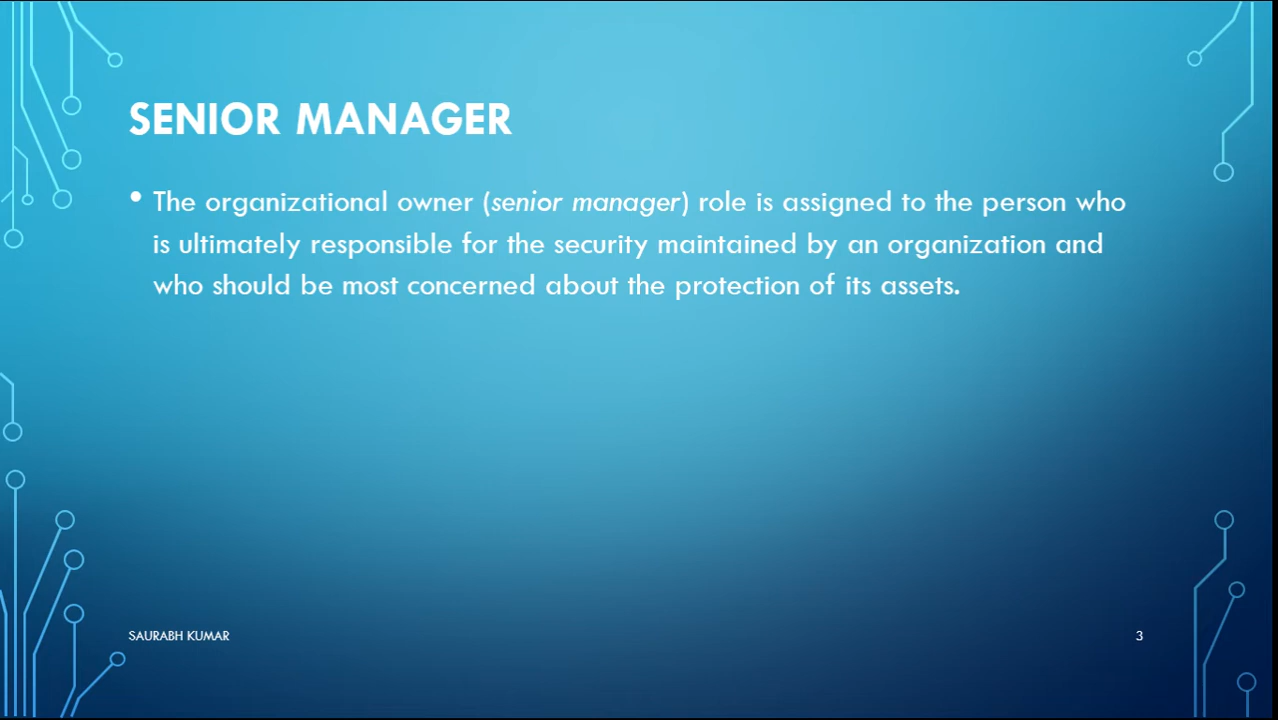 SENIOR MANAGER
• The organizational owner (senior manager) role is assigned to the person who
is ultimately responsible for the security maintained by an organization and
who should be most concerned about the protection of its assets.
SAURABH KUMAR
3